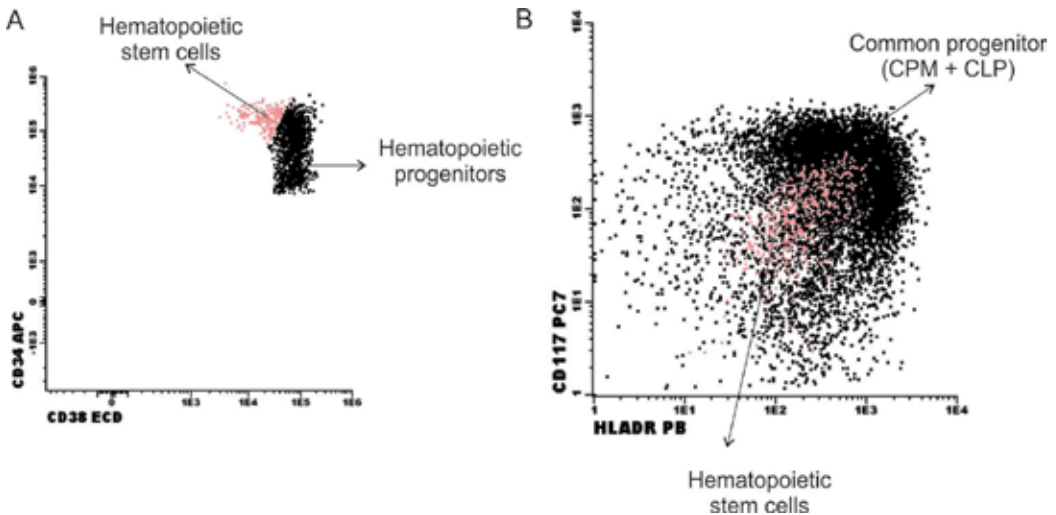 A
Hematopoietic
stem cells
Hematopoietic
progenitors
1E6
1E5
1E4
1E3
0
-1E3
CD34 APC
1E3
1E4
1E5
1E6
CD38 ECD
B
Common progenitor
(CPM + CLP)
1E4
1E3
1E2
1E1
1
CD117 PC7
1
1E1
1E2
1E3
1E4
HLADR PB
Hematopoietic
stem cells